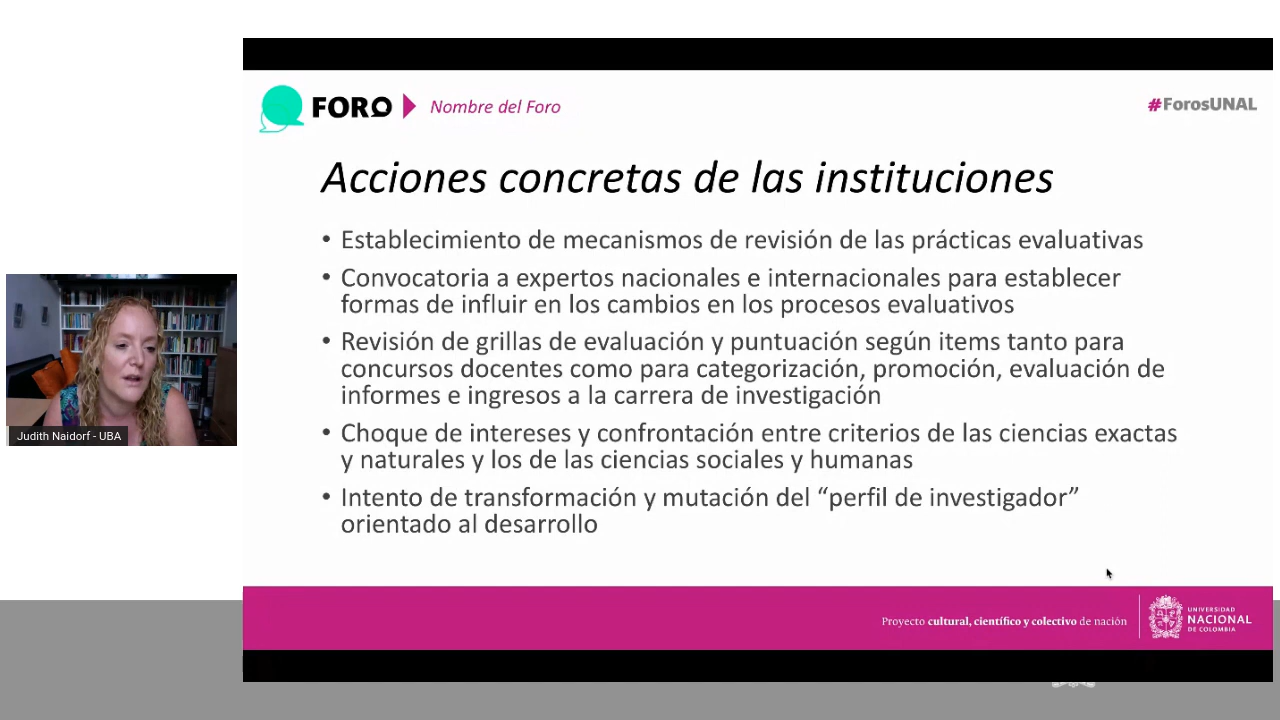 FORO
Nombre del Foro
#ForosUNAL
Acciones concretas de las instituciones
• Establecimiento de mecanismos de revisión de las prácticas evaluativas
• Convocatoria a expertos nacionales e internacionales para establecer
formas de influir en los cambios en los procesos evaluativos
• Revisión de grillas de evaluación y puntuación según items tanto para
concursos docentes como para categorización, promoción, evaluación de
informes e ingresos a la carrera de investigación
• Choque de intereses y confrontación entre criterios de las ciencias exactas
y naturales y los de las ciencias sociales y humanas
• Intento de transformación y mutación del “perfil de investigador”
orientado al desarrollo
Judith Naidorf - UBA
Proyecto cultural, científico y colectivo de nación
UNIVERSIDAD
NACIONAL
DE COLOMBIA